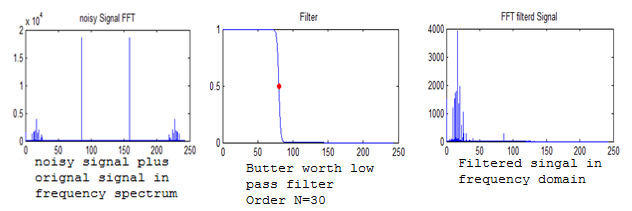 noisy Signal FFT
x 10^4
2
1.5
1
0.5
0
0 50 100 150 200 250
noisy signal plus
orignal signal in
frequency spectrum
Filter
1
0.5
0
0 50 100 150 200 250
Butter worth low
pass filter
Order N=30
FFT filterd Signal
4000
3000
2000
1000
0
0 50 100 150 200 250
Filtered singal in
frequency domain